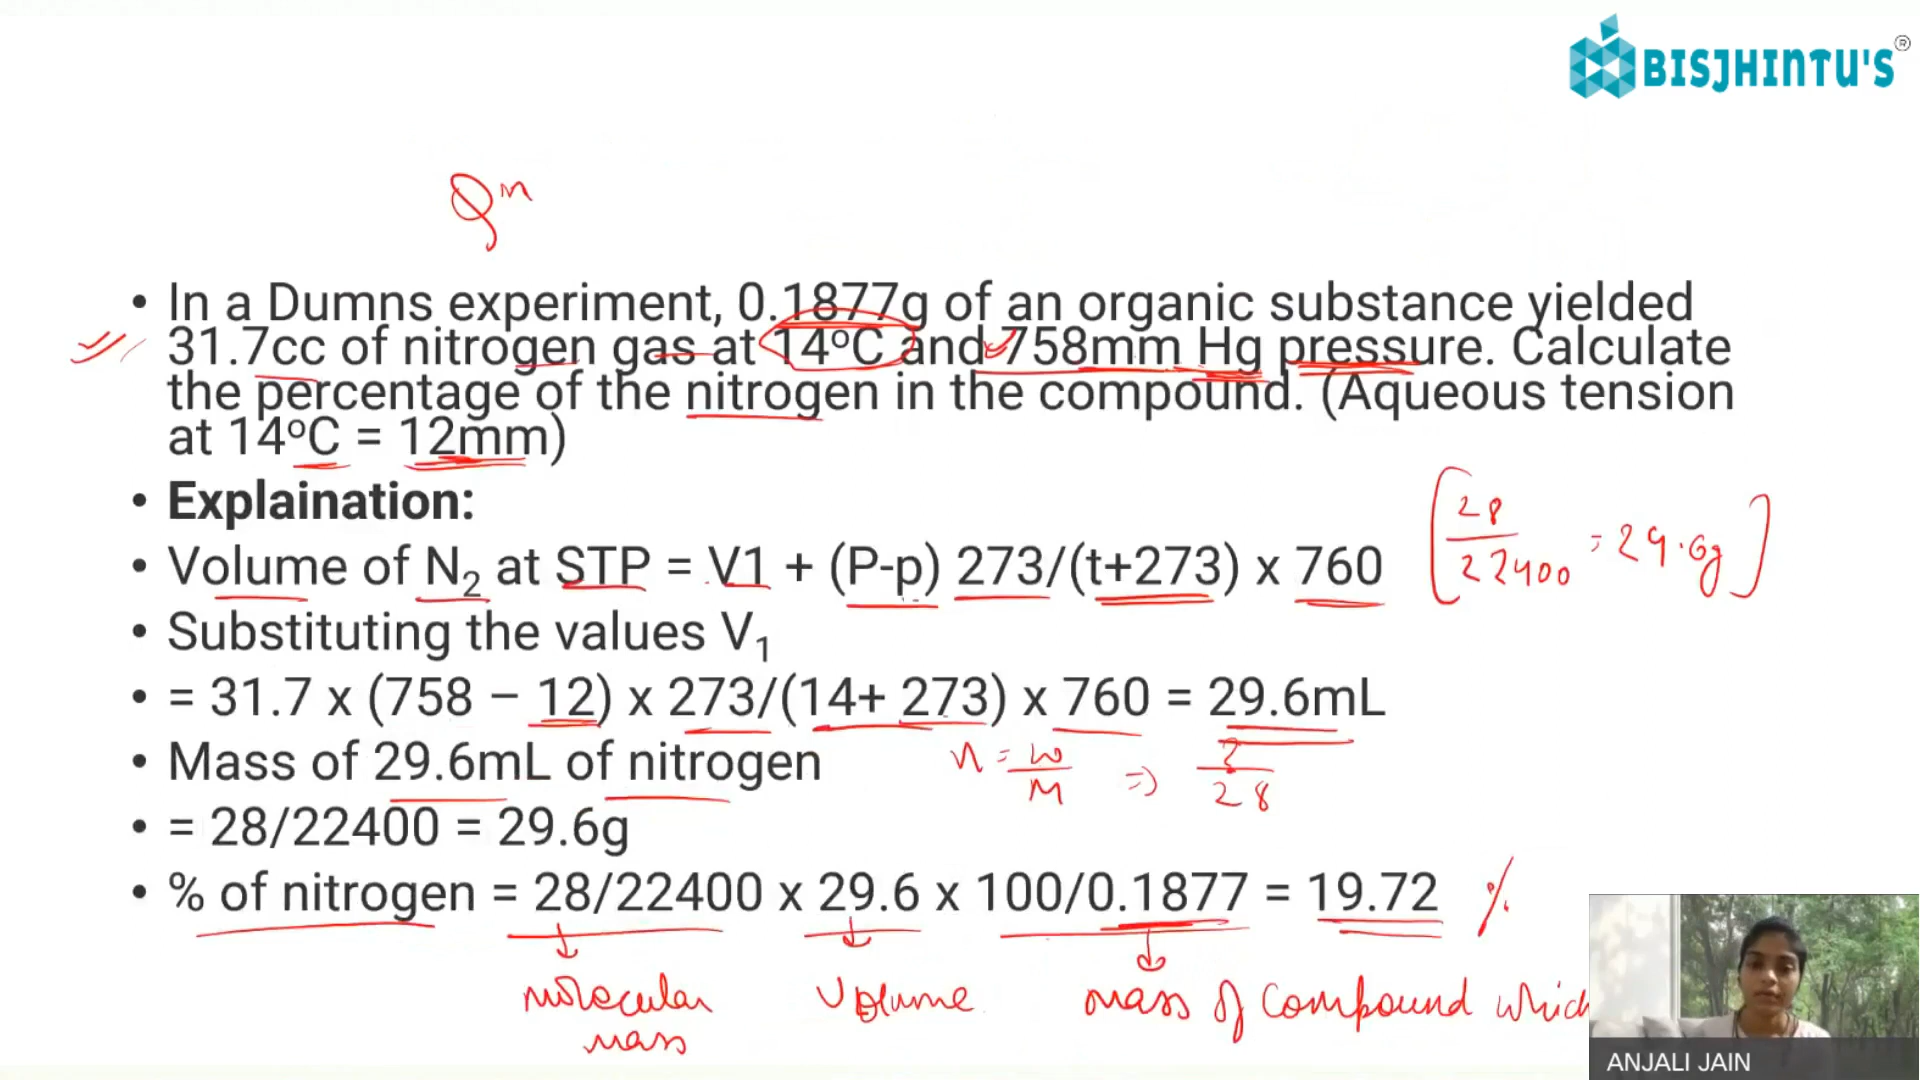 BISJHINTU'S®
Qn
• In a Dumns experiment, 0.1877g of an organic substance yielded
31.7cc of nitrogen gas at 14°C and 758mm Hg pressure. Calculate
the percentage of the nitrogen in the compound. (Aqueous tension
at 14°C = 12mm)
• Explaination:
• Volume of N₂ at STP = V1 + (P-p) 273/(t+273) x 760
[28/22400 = 29.6g]
• Substituting the values V₁
• = 31.7 x (758 – 12) x 273/(14+ 273) x 760 = 29.6mL
• Mass of 29.6mL of nitrogen
n = w/M => ?/28
• = 28/22400 = 29.6g
• % of nitrogen = 28/22400 x 29.6 x 100/0.1877 = 19.72 %
molecular mass
volume
mass of compound which
ANJALI JAIN